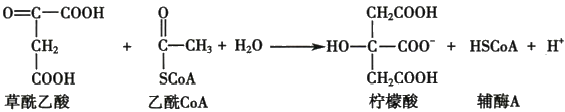 CH₂COOH
O=C—COOH O
CH₂ + C—CH₃ + H₂O → HO—C—COO⁻ + HSCoA + H⁺
COOH SCoA CH₂COOH
草酰乙酸 乙酰CoA 柠檬酸 辅酶A